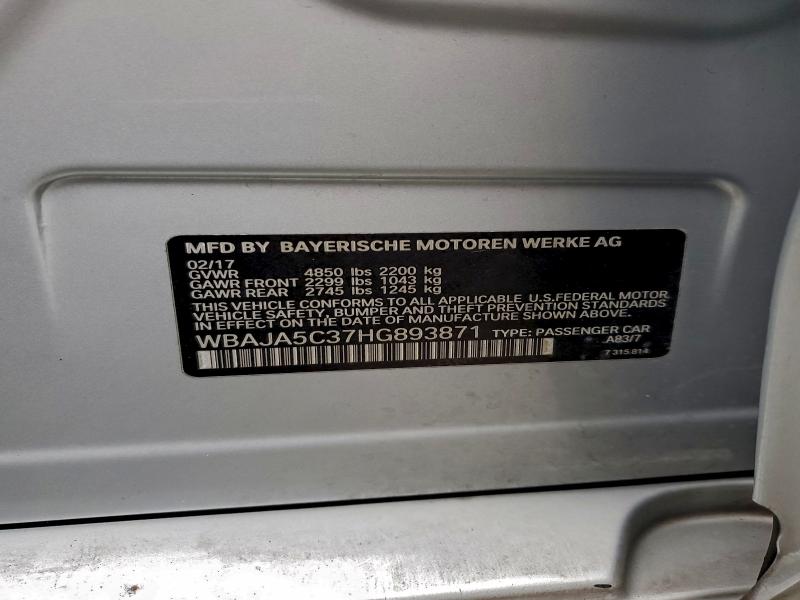 MFD BY BAYERISCHE MOTOREN WERKE AG
02/17
GVWR 4850 lbs 2200 kg
GAWR FRONT 2299 lbs 1043 kg
GAWR REAR 2745 lbs 1245 kg
THIS VEHICLE CONFORMS TO ALL APPLICABLE U.S.FEDERAL MOTOR
VEHICLE SAFETY, BUMPER AND THEFT PREVENTION STANDARDS
IN EFFECT ON THE DATE OF MANUFACTURE SHOWN ABOVE.
WBAJA5C37HG893871 TYPE: PASSENGER CAR
A83/7
7 315.814